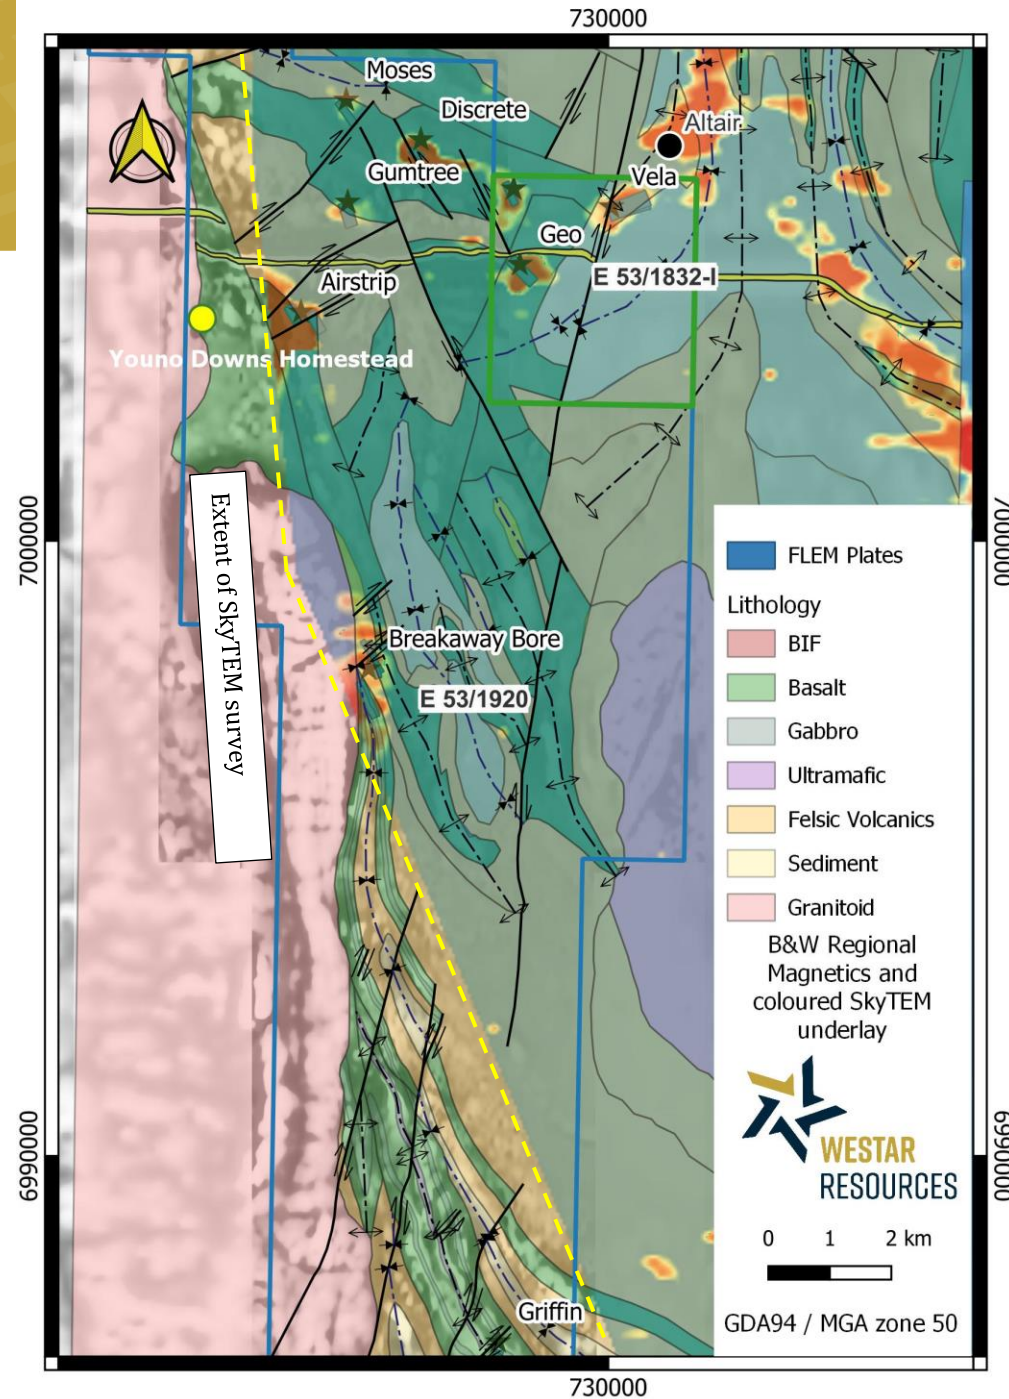 730000
Moses
Discrete
Altair
Gumtree
Vela
Geo
E 53/1832-I
Airstrip
Youno Downs Homestead
Extent of SkyTEM survey
7000000
7000000
FLEM Plates
Lithology
BIF
Basalt
Gabbro
Ultramafic
Felsic Volcanics
Sediment
Granitoid
Breakaway Bore
E 53/1920
B&W Regional
Magnetics and
coloured SkyTEM
underlay
WESTAR
RESOURCES
6990000
6990000
0 1 2 km
Griffin
GDA94 / MGA zone 50
730000